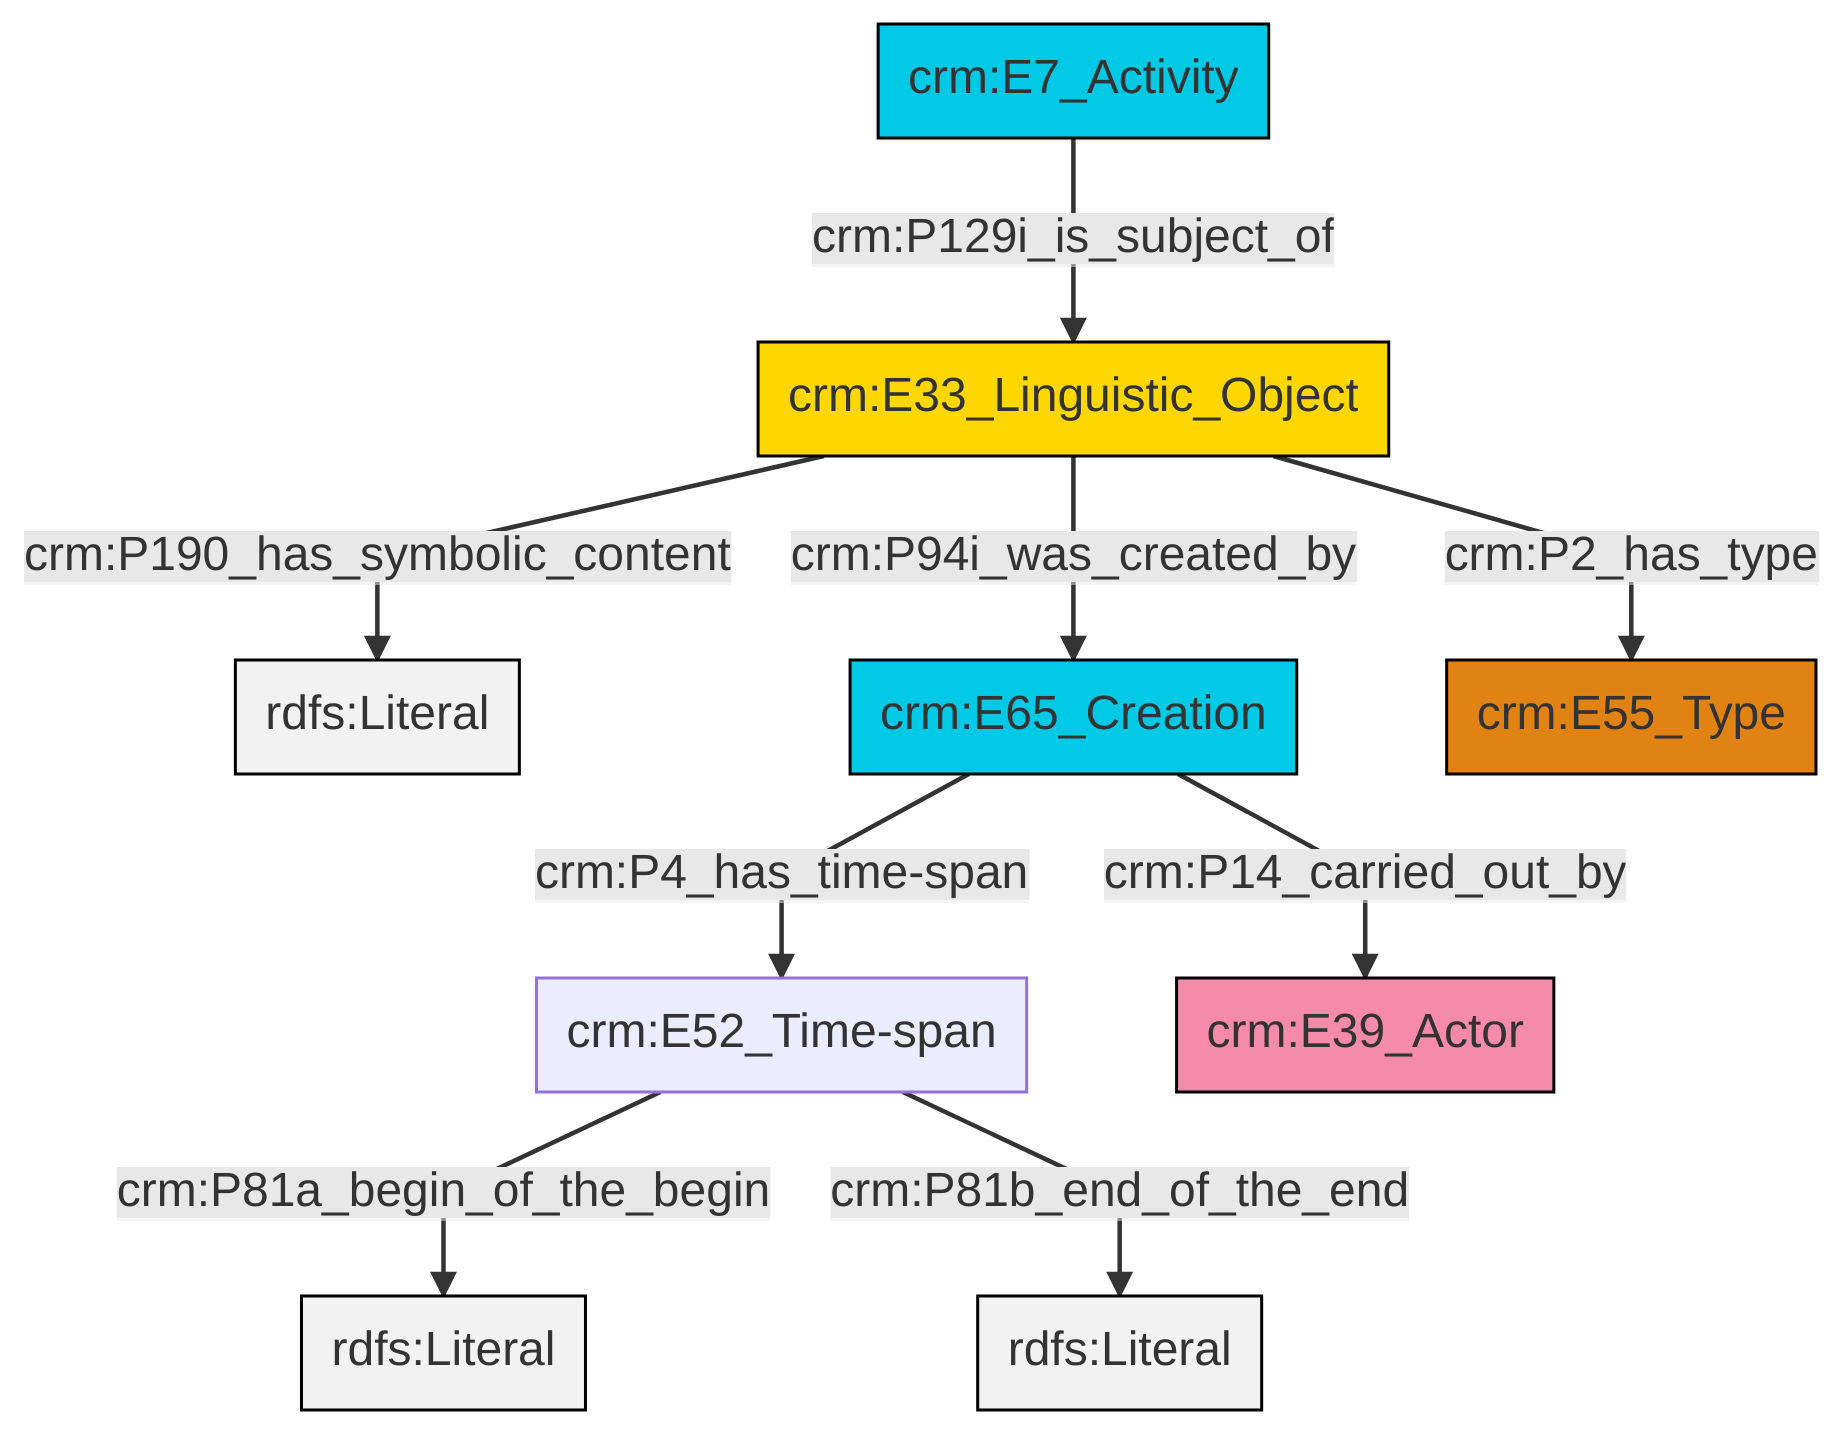 crm:E7_Activity
crm:P129i_is_subject_of
crm:E33_Linguistic_Object
crm:P190_has_symbolic_content
crm:P94i_was_created_by
crm:P2_has_type
rdfs:Literal
crm:E65_Creation
crm:E55_Type
crm:P4_has_time-span
crm:P14_carried_out_by
crm:E52_Time-span
crm:E39_Actor
crm:P81a_begin_of_the_begin
crm:P81b_end_of_the_end
rdfs:Literal
rdfs:Literal